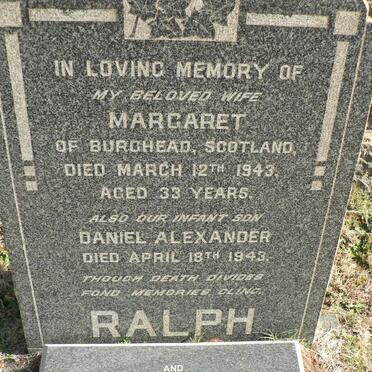 IN LOVING MEMORY OF
MY BELOVED WIFE
MARGARET
OF BURGHEAD, SCOTLAND.
DIED MARCH 12TH 1943.
AGED 33 YEARS.
ALSO OUR INFANT SON
DANIEL ALEXANDER
DIED APRIL 18TH 1943.
THOUGH DEATH DIVIDES
FOND MEMORIES CLING.
RALPH
AND